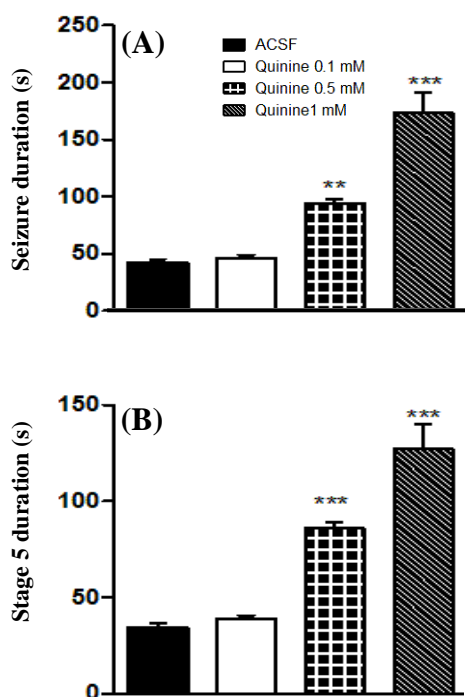 (A)
ACSF
Quinine 0.1 mM
Quinine 0.5 mM
Quinine1 mM
Seizure duration (s)
250
200
150
100
50
0
**
***
(B)
Stage 5 duration (s)
150
100
50
0
***
***